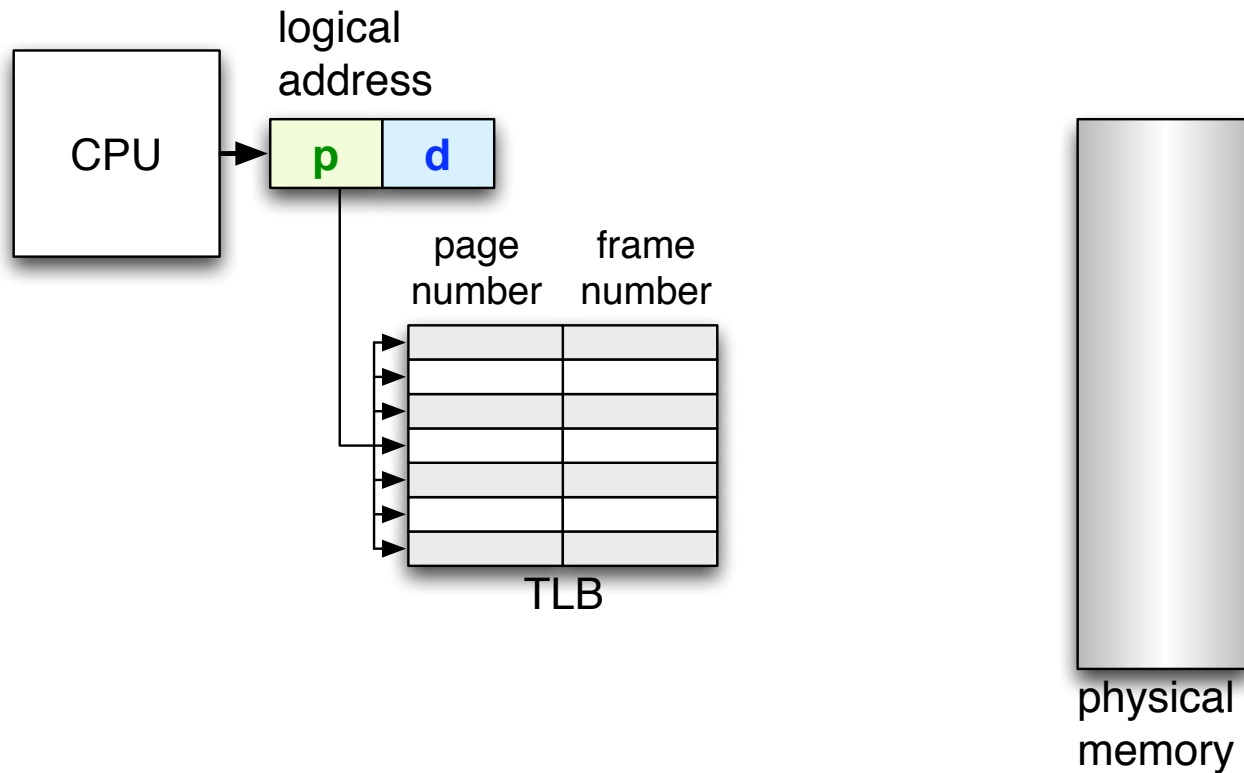 logical
address
CPU
p
d
page
number
frame
number
TLB
physical
memory